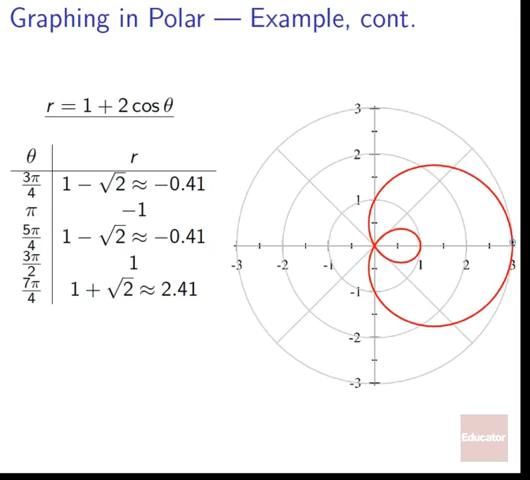 Graphing in Polar — Example, cont.
r = 1 + 2 cos θ
θ r
3π/4 1 − √2 ≈ −0.41
π −1
5π/4 1 − √2 ≈ −0.41
3π/2 1
7π/4 1 + √2 ≈ 2.41
3
2
1
-3 -2 -1 1 2 3
-1
-2
-3
Educator